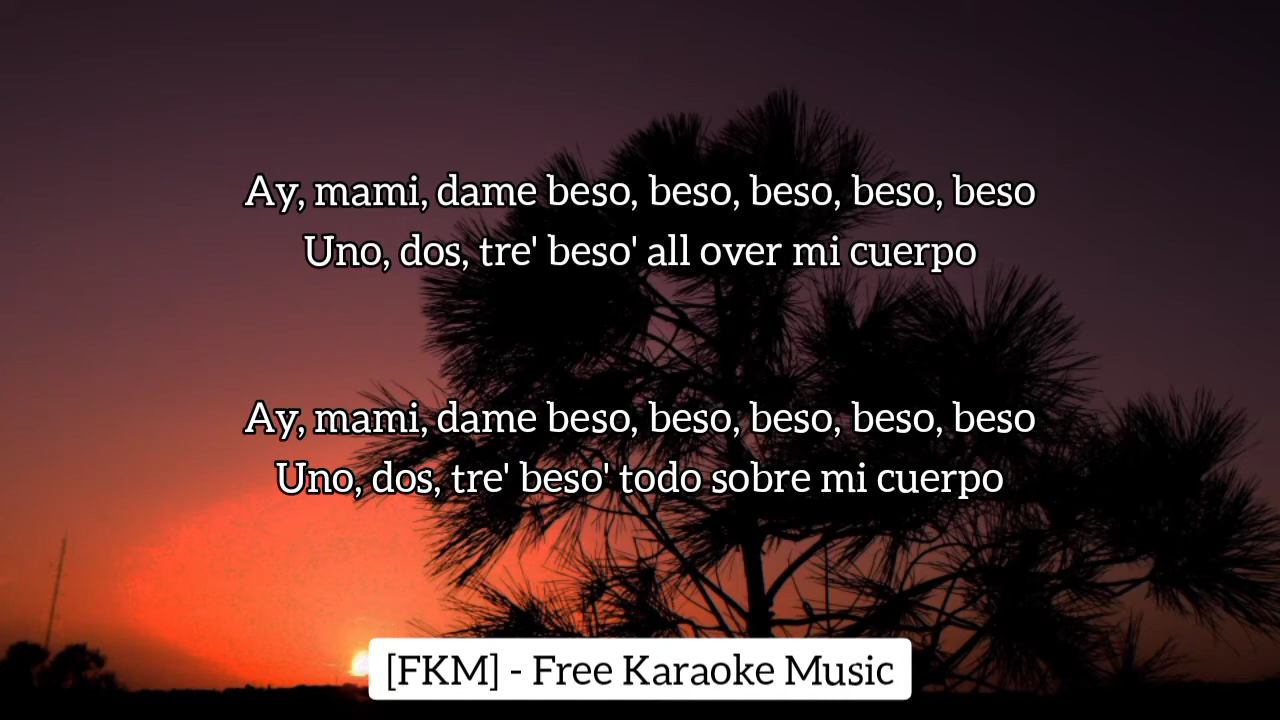 Ay, mami, dame beso, beso, beso, beso, beso
Uno, dos, tre' beso' all over mi cuerpo
Ay, mami, dame beso, beso, beso, beso, beso
Uno, dos, tre' beso' todo sobre mi cuerpo
[FKM] - Free Karaoke Music